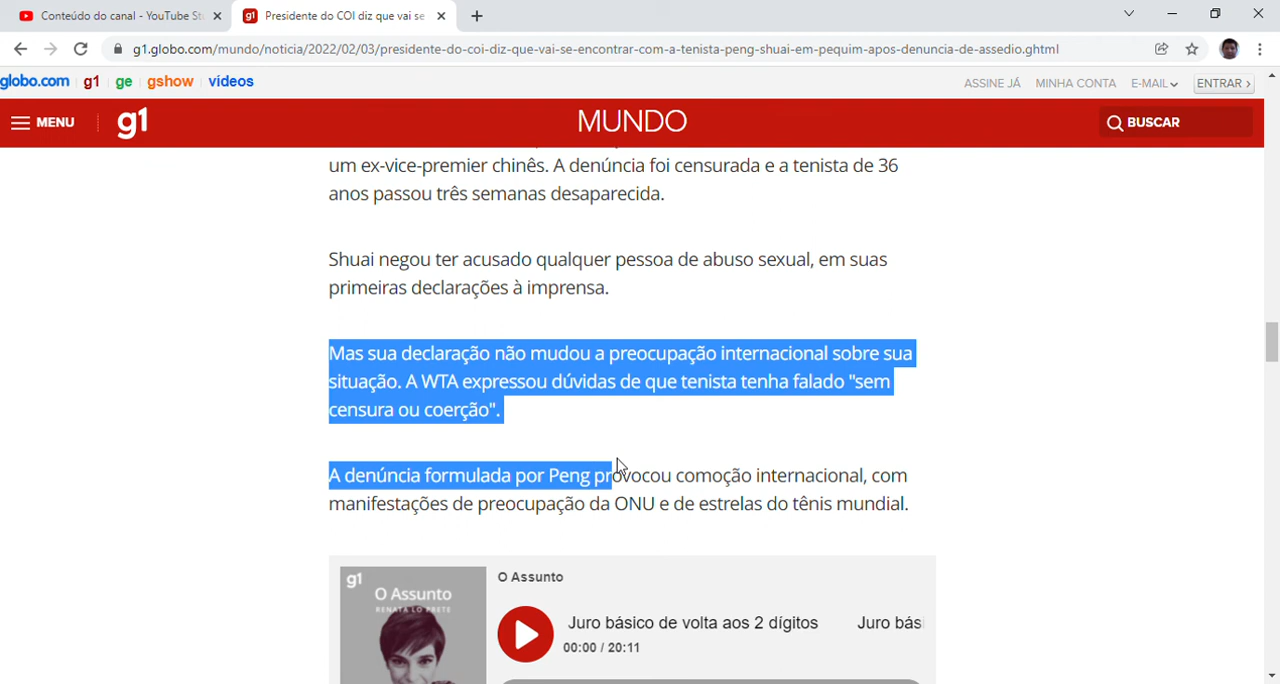 Conteúdo do canal - YouTube St
Presidente do COI diz que vai se
g1.globo.com/mundo/noticia/2022/02/03/presidente-do-coi-diz-que-vai-se-encontrar-com-a-tenista-peng-shuai-em-pequim-apos-denuncia-de-assedio.ghtml
globo.com g1 ge gshow videos
ASSINE JÁ MINHA CONTA E-MAIL ENTRAR ›
MENU g1 MUNDO BUSCAR
um ex-vice-premier chinês. A denúncia foi censurada e a tenista de 36
anos passou três semanas desaparecida.
Shuai negou ter acusado qualquer pessoa de abuso sexual, em suas
primeiras declarações à imprensa.
Mas sua declaração não mudou a preocupação internacional sobre sua
situação. A WTA expressou dúvidas de que tenista tenha falado "sem
censura ou coerção".
A denúncia formulada por Peng provocou comoção internacional, com
manifestações de preocupação da ONU e de estrelas do tênis mundial.
g1
O Assunto
RENATA LO PRETE
O Assunto
Juro básico de volta aos 2 dígitos Juro bás
00:00 / 20:11